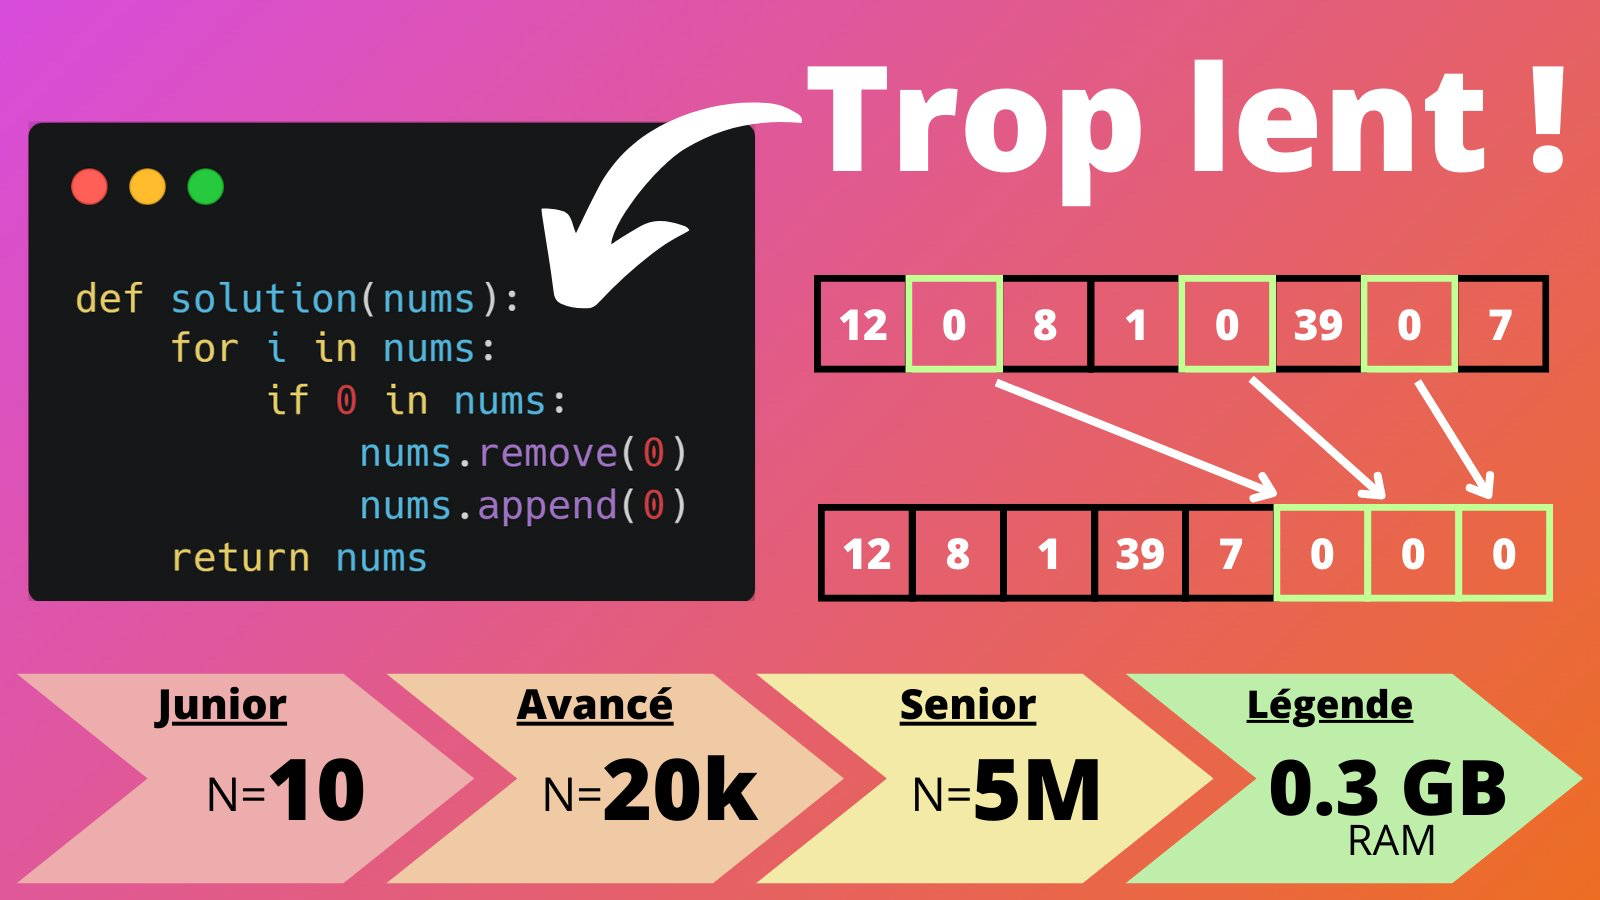 Trop lent !
def solution(nums):
    for i in nums:
        if 0 in nums:
            nums.remove(0)
            nums.append(0)
    return nums
12 0 8 1 0 39 0 7
12 8 1 39 7 0 0 0
Junior
N=10
Avancé
N=20k
Senior
N=5M
Légende
0.3 GB
RAM